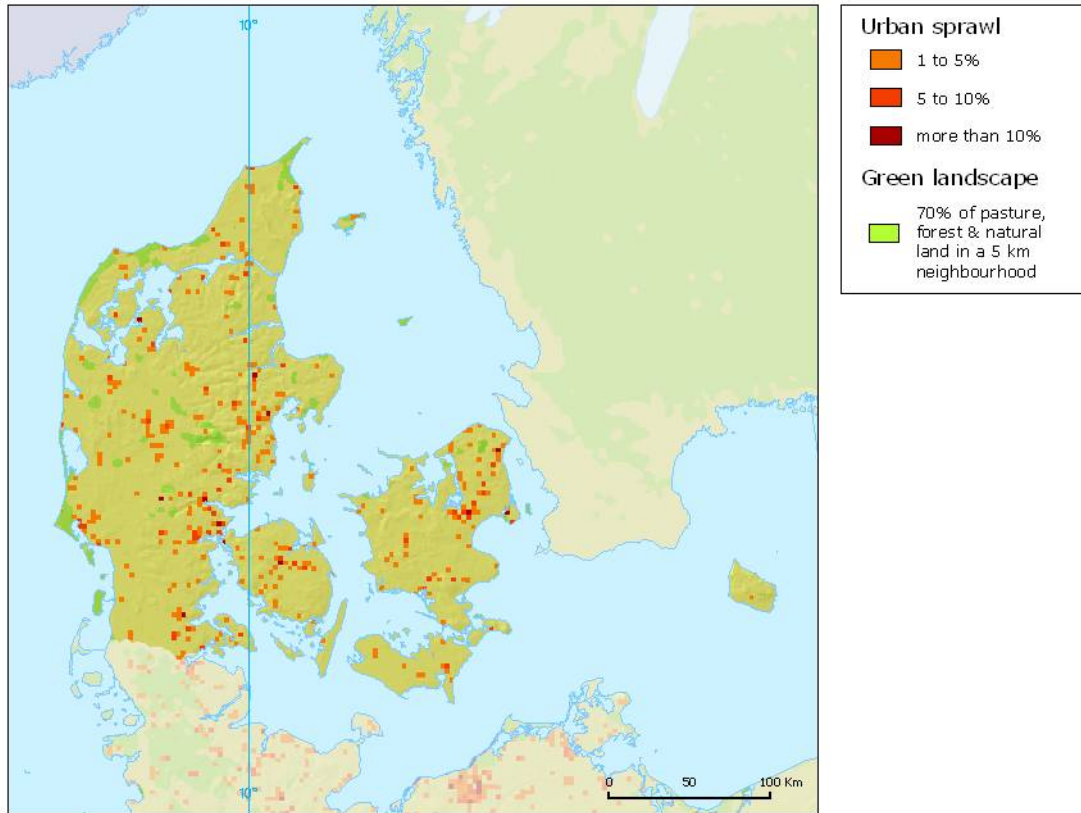 10°
10°
0 50 100 Km
Urban sprawl
1 to 5%
5 to 10%
more than 10%
Green landscape
70% of pasture,
forest & natural
land in a 5 km
neighbourhood